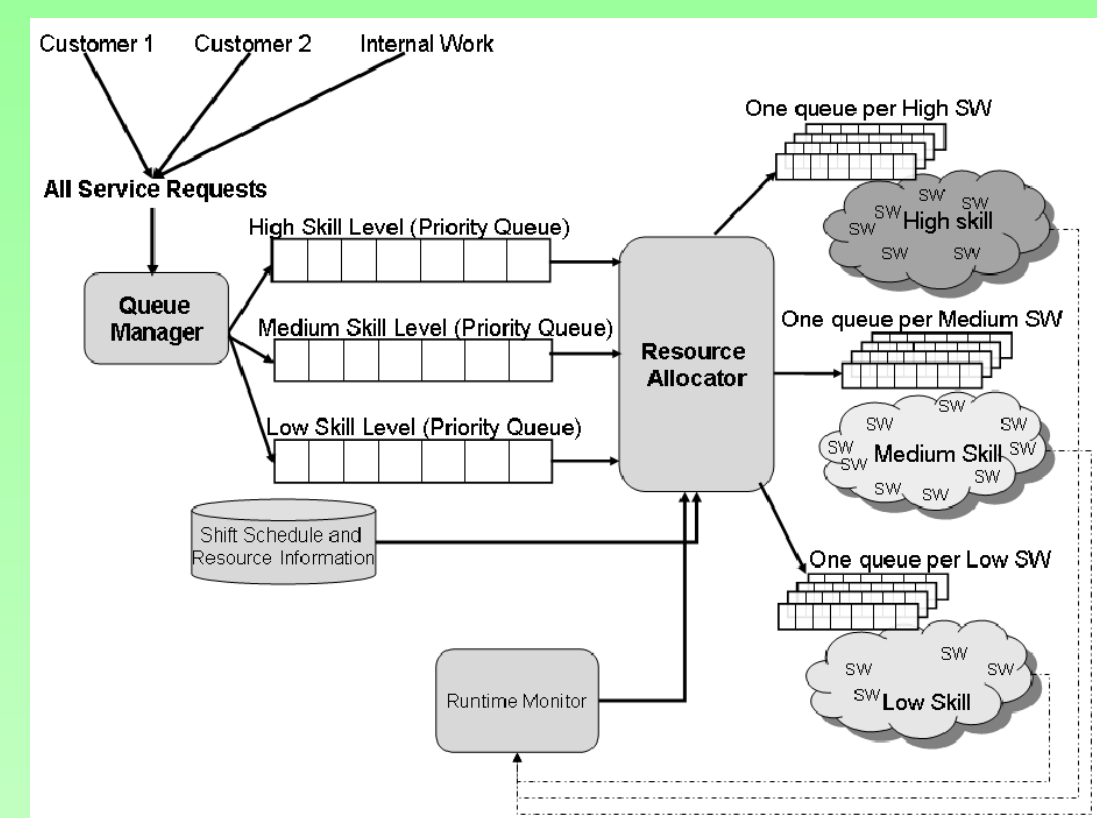 Customer 1
Customer 2
Internal Work
All Service Requests
Queue
Manager
High Skill Level (Priority Queue)
Medium Skill Level (Priority Queue)
Low Skill Level (Priority Queue)
Shift Schedule and
Resource Information
Runtime Monitor
Resource
Allocator
One queue per High SW
SW
SW
SW
SW
High skill
SW
SW
One queue per Medium SW
SW
SW
SW
SW
SW
Medium Skill
SW
SW
SW
SW
One queue per Low SW
SW
SW
SW
SW
Low Skill